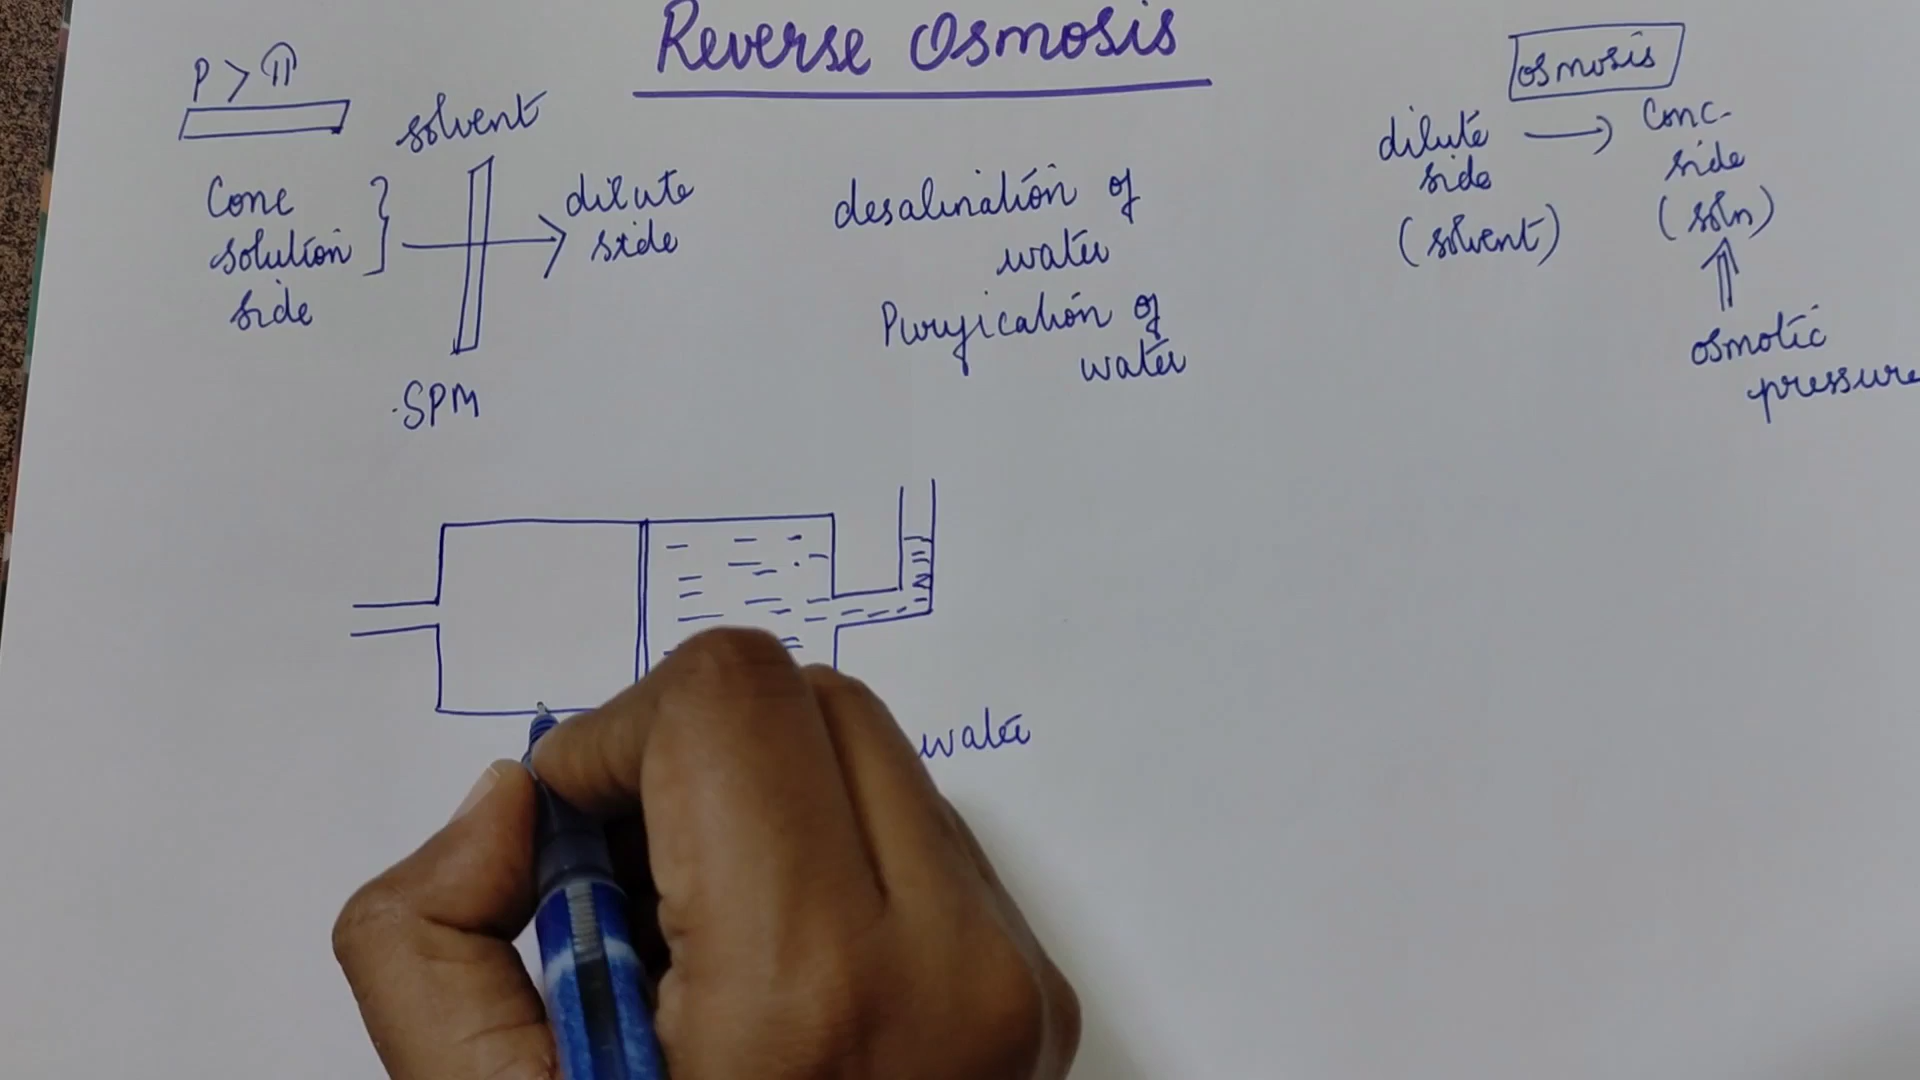 Reverse Osmosis
P > π
solvent
Conc
solution
side
dilute
side
SPM
desalination of
water
Purification of
water
osmosis
dilute
side
(solvent)
Conc.
side
(soln)
osmotic
pressure
water